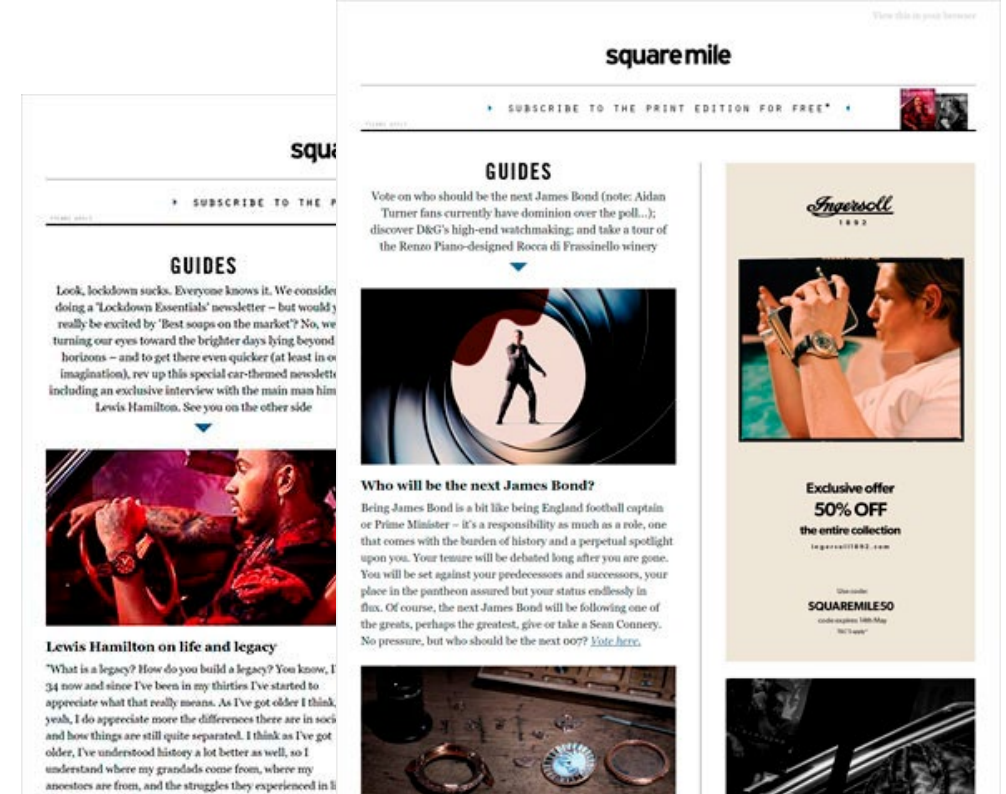 View this in your browser
square mile
SUBSCRIBE TO THE PRINT EDITION FOR FREE*
*TERMS APPLY
GUIDES
Vote on who should be the next James Bond (note: Aidan
Turner fans currently have dominion over the poll...);
discover D&G's high-end watchmaking; and take a tour of
the Renzo Piano-designed Rocca di Frassinello winery
Who will be the next James Bond?
Being James Bond is a bit like being England football captain
or Prime Minister – it's a responsibility as much as a role, one
that comes with the burden of history and a perpetual spotlight
upon you. Your tenure will be debated long after you are gone.
You will be set against your predecessors and successors, your
place in the pantheon assured but your status endlessly in
flux. Of course, the next James Bond will be following one of
the greats, perhaps the greatest, give or take a Sean Connery.
No pressure, but who should be the next 007? Vote here.
Ingersoll
1892
Exclusive offer
50% OFF
the entire collection
ingersoll1892.com
Use code:
SQUAREMILE50
code expires 14th May
T&C's apply*
squa
SUBSCRIBE TO THE P
*TERMS APPLY
GUIDES
Look, lockdown sucks. Everyone knows it. We consider
doing a 'Lockdown Essentials' newsletter – but would y
really be excited by 'Best soaps on the market'? No, we
turning our eyes toward the brighter days lying beyond
horizons – and to get there even quicker (at least in ou
imagination), rev up this special car-themed newslette
including an exclusive interview with the main man him
Lewis Hamilton. See you on the other side
Lewis Hamilton on life and legacy
"What is a legacy? How do you build a legacy? You know, I'
34 now and since I've been in my thirties I've started to
appreciate what that really means. As I've got older I think,
yeah, I do appreciate more the differences there are in socie
and how things are still quite separated. I think as I've got
older, I've understood history a lot better as well, so I
understand where my grandads come from, where my
ancestors are from, and the struggles they experienced in li